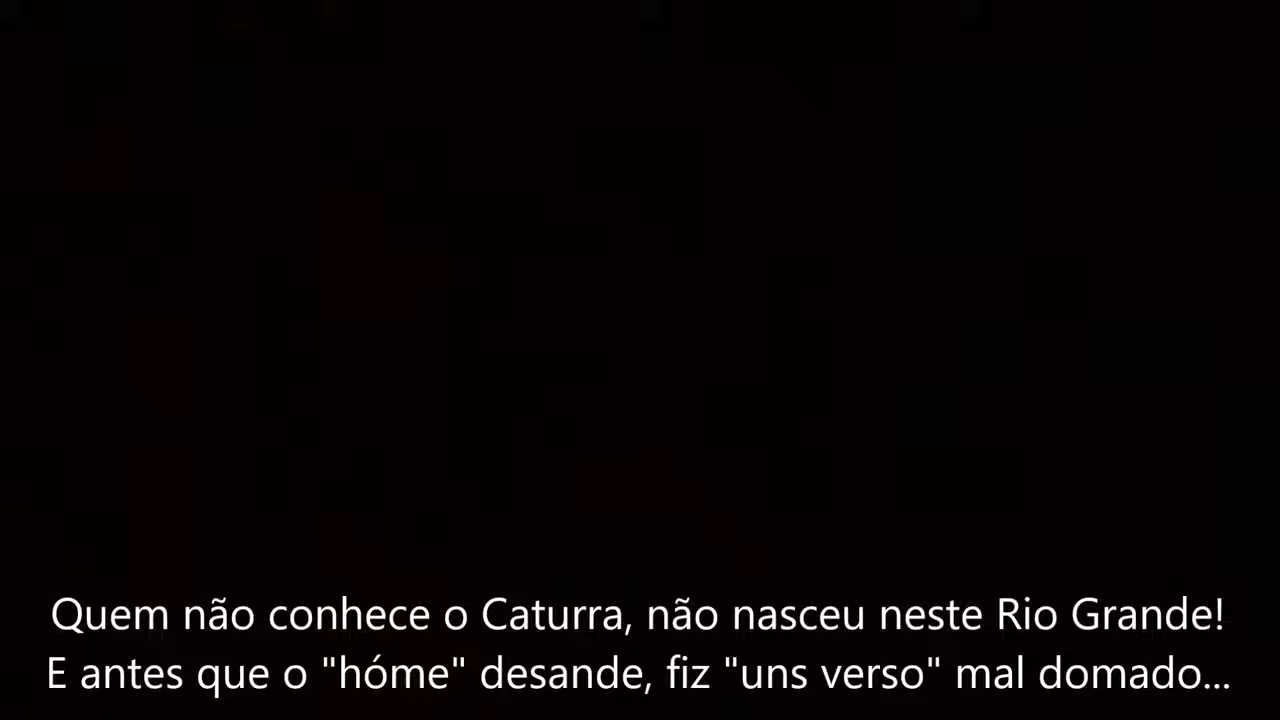 Quem não conhece o Caturra, não nasceu neste Rio Grande!
E antes que o "hóme" desande, fiz "uns verso" mal domado...